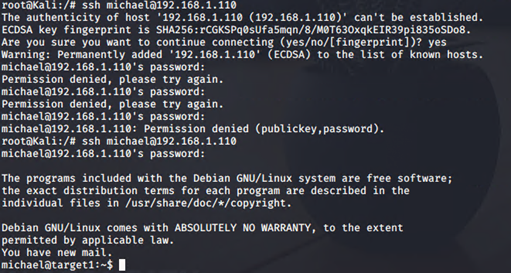 root@Kali:/# ssh michael@192.168.1.110
The authenticity of host '192.168.1.110 (192.168.1.110)' can't be established.
ECDSA key fingerprint is SHA256:rCGKSPq0sUfa5mqn/8/M0T63OxqkEIR39pi835oSDo8.
Are you sure you want to continue connecting (yes/no/[fingerprint])? yes
Warning: Permanently added '192.168.1.110' (ECDSA) to the list of known hosts.
michael@192.168.1.110's password:
Permission denied, please try again.
michael@192.168.1.110's password:
Permission denied, please try again.
michael@192.168.1.110's password:
michael@192.168.1.110: Permission denied (publickey,password).
root@Kali:/# ssh michael@192.168.1.110
michael@192.168.1.110's password:

The programs included with the Debian GNU/Linux system are free software;
the exact distribution terms for each program are described in the
individual files in /usr/share/doc/*/copyright.

Debian GNU/Linux comes with ABSOLUTELY NO WARRANTY, to the extent
permitted by applicable law.
You have new mail.
michael@target1:~$